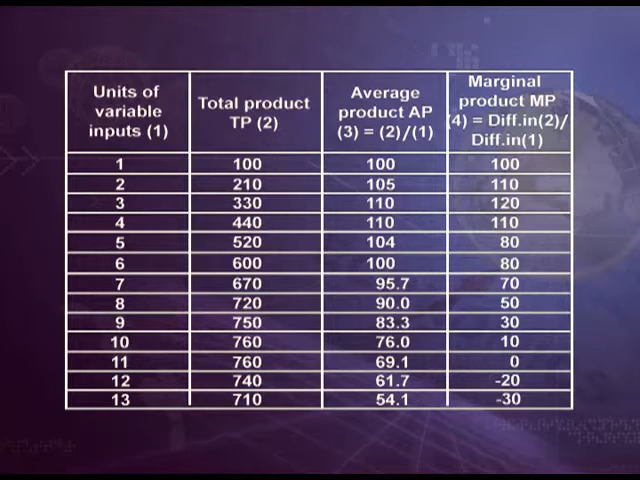 Units of variable inputs (1) Total product TP (2) Average product AP (3) = (2)/(1) Marginal product MP (4) = Diff.in(2)/ Diff.in(1)
1 100 100 100
2 210 105 110
3 330 110 120
4 440 110 110
5 520 104 80
6 600 100 80
7 670 95.7 70
8 720 90.0 50
9 750 83.3 30
10 760 76.0 10
11 760 69.1 0
12 740 61.7 -20
13 710 54.1 -30